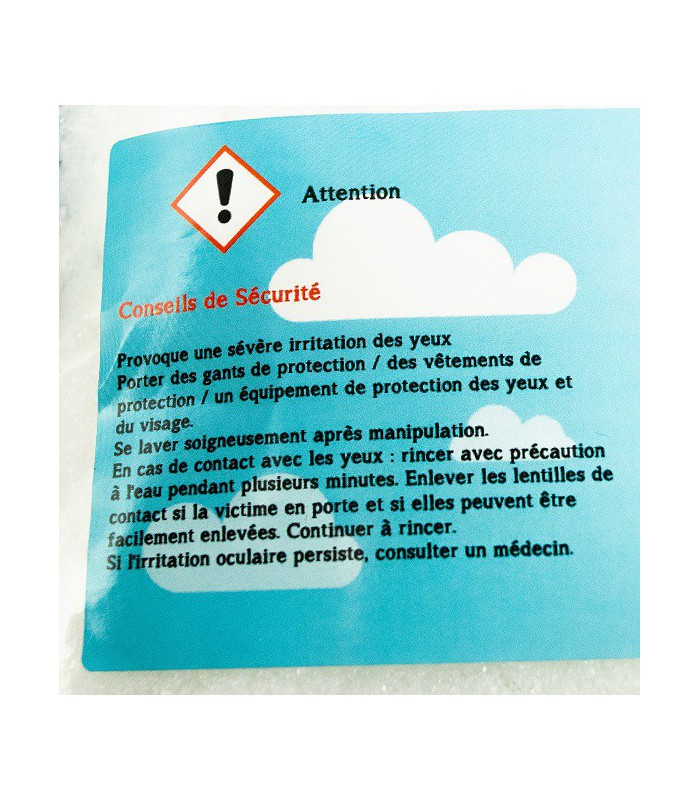 Attention
Conseils de Sécurité
Provoque une sévère irritation des yeux
Porter des gants de protection / des vêtements de
protection / un équipement de protection des yeux et
du visage.
Se laver soigneusement après manipulation.
En cas de contact avec les yeux : rincer avec précaution
à l'eau pendant plusieurs minutes. Enlever les lentilles de
contact si la victime en porte et si elles peuvent être
facilement enlevées. Continuer à rincer.
Si l'irritation oculaire persiste, consulter un médecin.